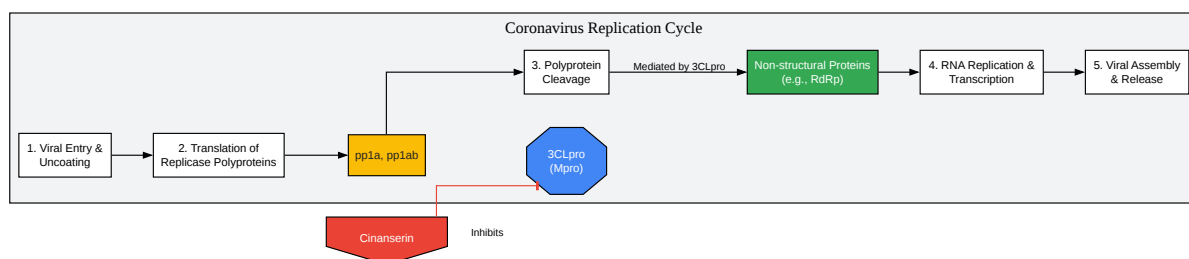 Coronavirus Replication Cycle
1. Viral Entry &
Uncoating
2. Translation of
Replicase Polyproteins
pp1a, pp1ab
3. Polyprotein
Cleavage
Mediated by 3CLpro
Non-structural Proteins
(e.g., RdRp)
4. RNA Replication &
Transcription
5. Viral Assembly
& Release
3CLpro
(Mpro)
Cinanserin
Inhibits